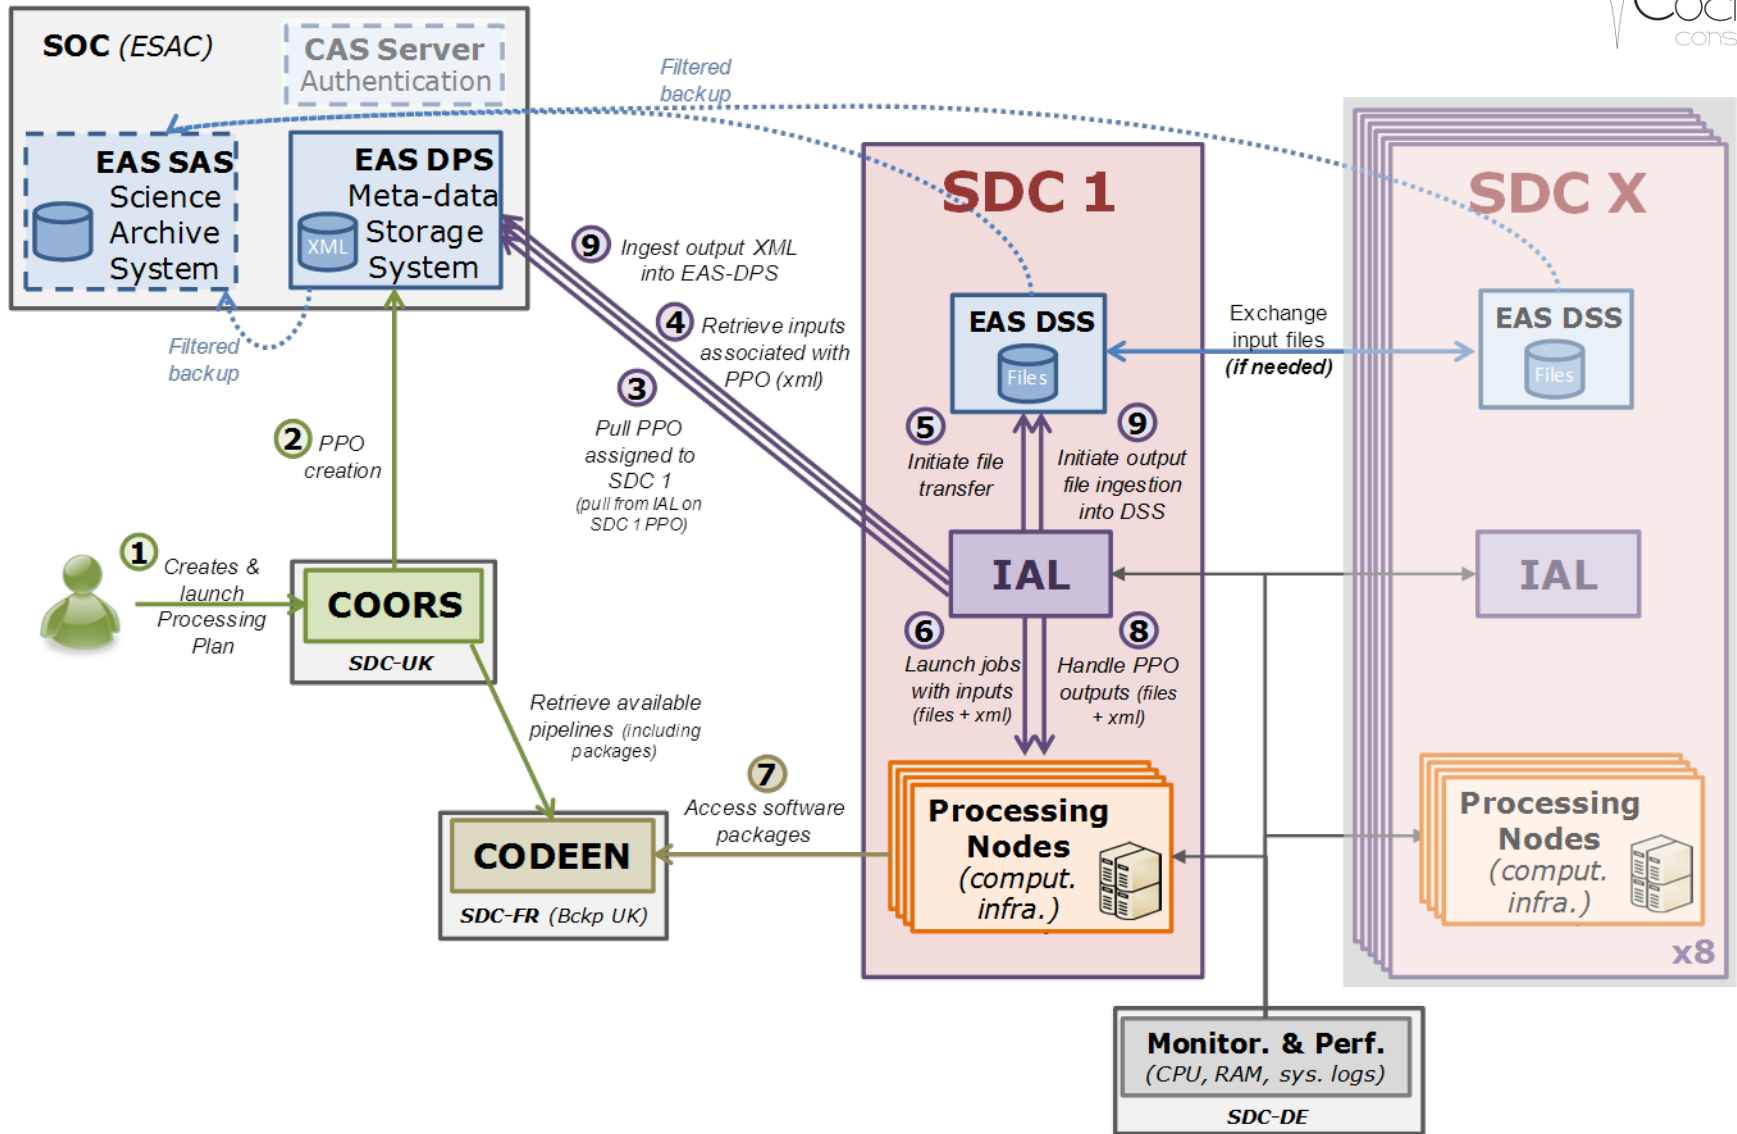 SOC (ESAC)
CAS Server
Authentication
EAS SAS
Science
Archive
System
EAS DPS
Meta-data
Storage
System
XML
Filtered
backup
Filtered
backup
SDC 1
SDC X
9 Ingest output XML
into EAS-DPS
4 Retrieve inputs
associated with
PPO (xml)
3
Pull PPO
assigned to
SDC 1
(pull from IAL on
SDC 1 PPO)
2 PPO
creation
1 Creates &
launch
Processing
Plan
COORS
SDC-UK
Retrieve available
pipelines (including
packages)
CODEEN
SDC-FR (Bckp UK)
7
Access software
packages
EAS DSS
Files
Exchange
input files
(if needed)
EAS DSS
Files
5
Initiate file
transfer
9
Initiate output
file ingestion
into DSS
IAL
IAL
6
Launch jobs
with inputs
(files + xml)
8
Handle PPO
outputs (files
+ xml)
Processing
Nodes
(comput.
infra.)
Processing
Nodes
(comput.
infra.)
x8
Monitor. & Perf.
(CPU, RAM, sys. logs)
SDC-DE